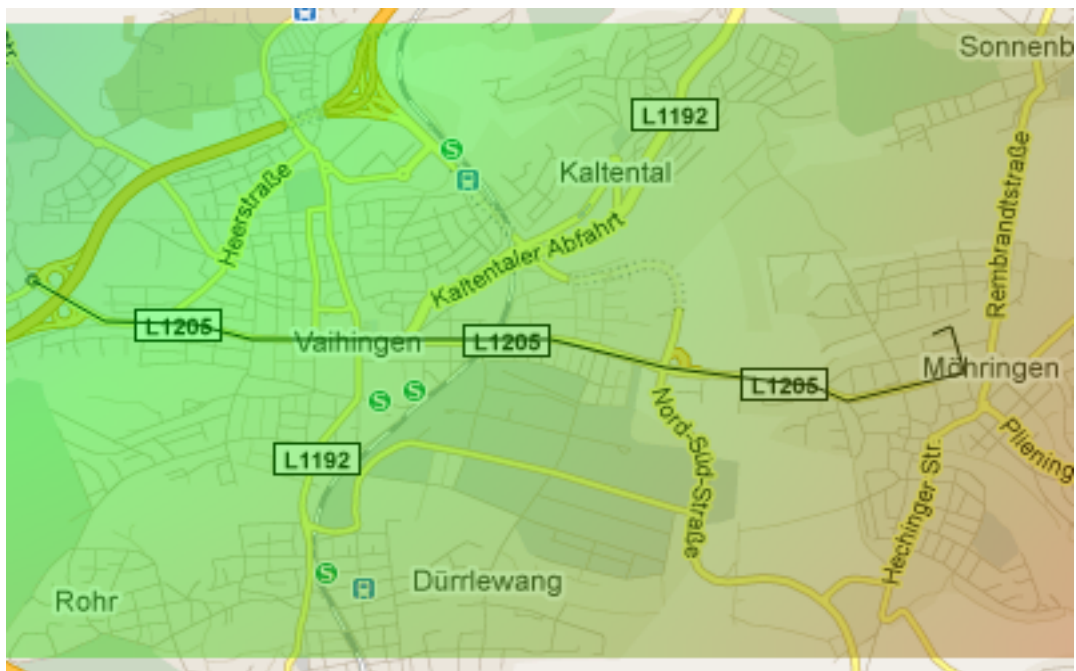 Sonnenb
L1192
Kaltental
Heerstraße
Rembrandtstraße
Kaltentaler Abfahrt
L1205
Vaihingen
L1205
Möhringen
L1205
S
S
S
Nord-Süd-Straße
Pliening
L1192
Hechinger Str.
S
Dürrlewang
Rohr